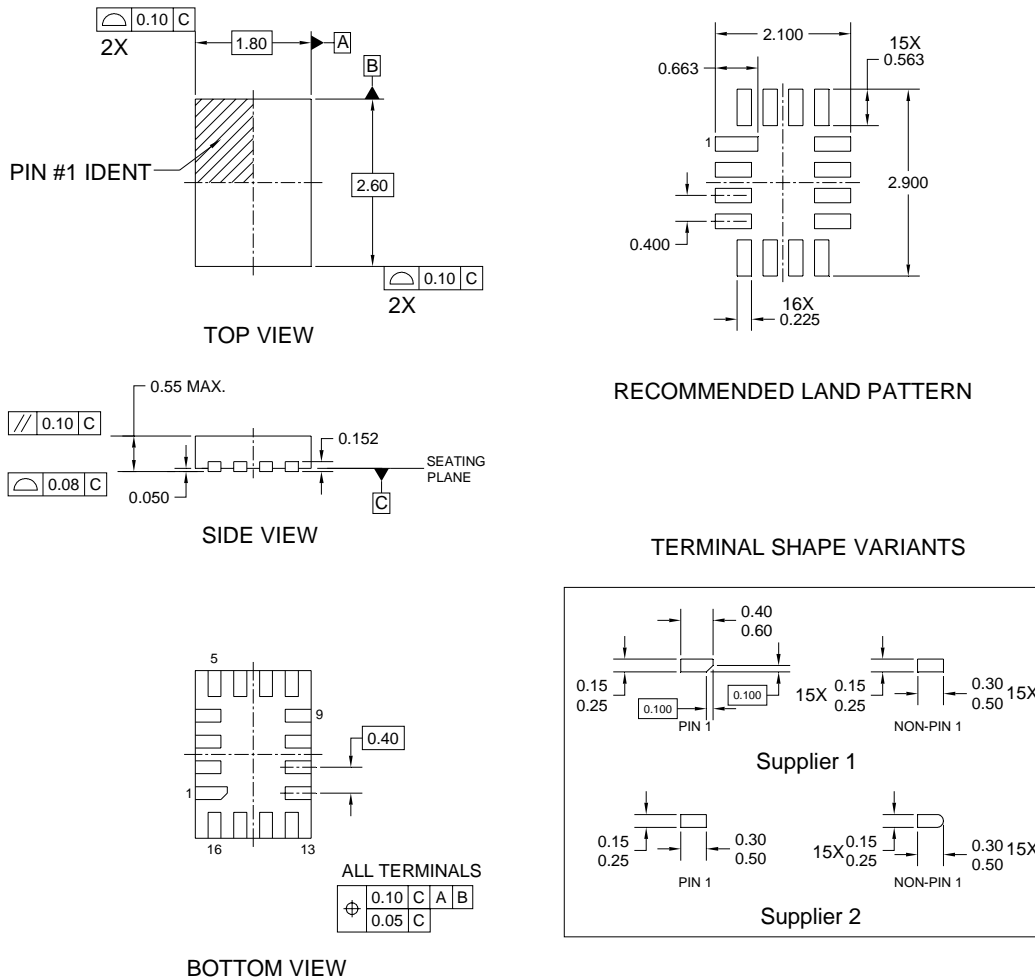 0.10 C
2X
1.80
A
B
PIN #1 IDENT
2.60
0.10 C
2X
TOP VIEW
2.100
15X
0.563
0.663
1
2.900
0.400
16X
0.225
RECOMMENDED LAND PATTERN
0.55 MAX.
// 0.10 C
0.152
0.08 C
0.050
SEATING
PLANE
C
SIDE VIEW
TERMINAL SHAPE VARIANTS
0.40
0.60
0.15
0.25
0.100
0.100
PIN 1
15X 0.15
0.25
0.30
0.50 15X
NON-PIN 1
Supplier 1
0.15
0.25
0.30
0.50
PIN 1
15X 0.15
0.25
0.30 15X
0.50
NON-PIN 1
Supplier 2
5
9
0.40
1
16
13
ALL TERMINALS
0.10 C A B
0.05 C
BOTTOM VIEW